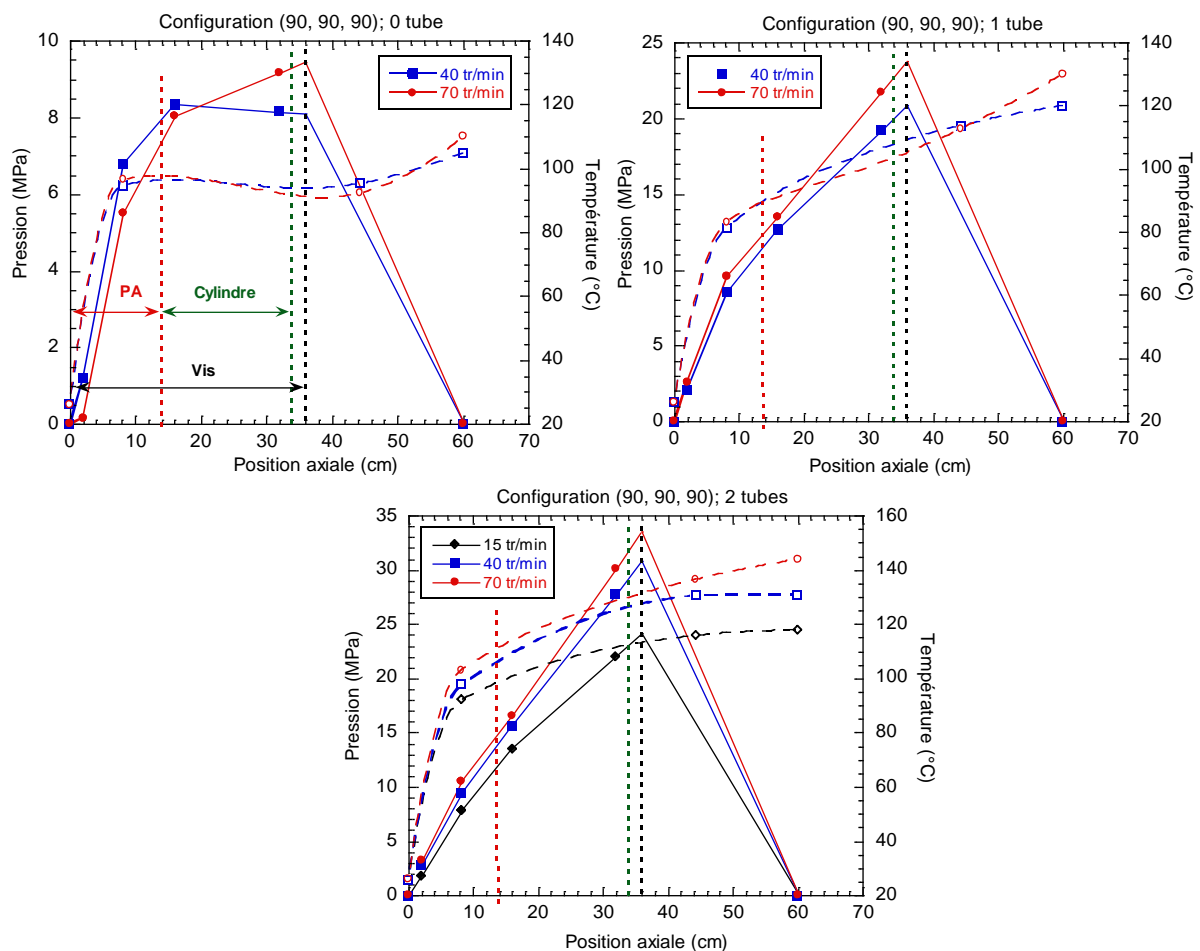 Configuration (90, 90, 90); 0 tube
Pression (MPa)
10
8
6
4
2
0
40 tr/min
70 tr/min
PA
Cylindre
Vis
140
120
100
80
60
40
20
Température (°C)
0 10 20 30 40 50 60 70
Position axiale (cm)
Configuration (90, 90, 90); 1 tube
Pression (MPa)
25
20
15
10
5
0
40 tr/min
70 tr/min
140
120
100
80
60
40
20
Température (°C)
0 10 20 30 40 50 60 70
Position axiale (cm)
Configuration (90, 90, 90); 2 tubes
Pression (MPa)
35
30
25
20
15
10
5
0
15 tr/min
40 tr/min
70 tr/min
160
140
120
100
80
60
40
20
Température (°C)
0 10 20 30 40 50 60 70
Position axiale (cm)